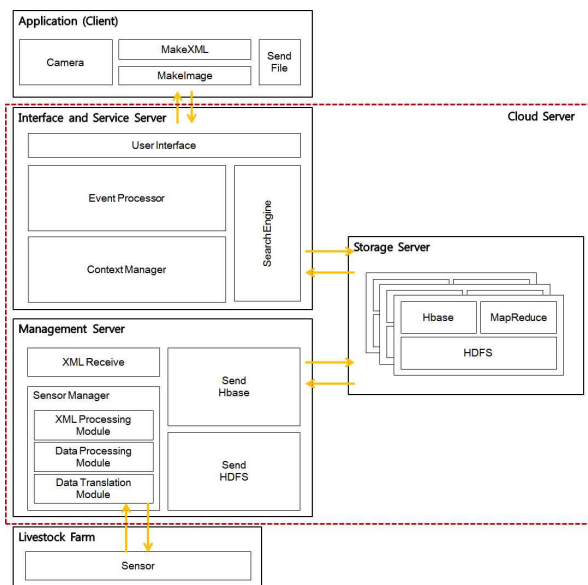 Application (Client)
Camera
MakeXML
MakeImage
Send
File
Cloud Server
Interface and Service Server
User Interface
Event Processor
Context Manager
SearchEngine
Storage Server
Hbase
MapReduce
HDFS
Management Server
XML Receive
Sensor Manager
XML Processing
Module
Data Processing
Module
Data Translation
Module
Send
Hbase
Send
HDFS
Livestock Farm
Sensor